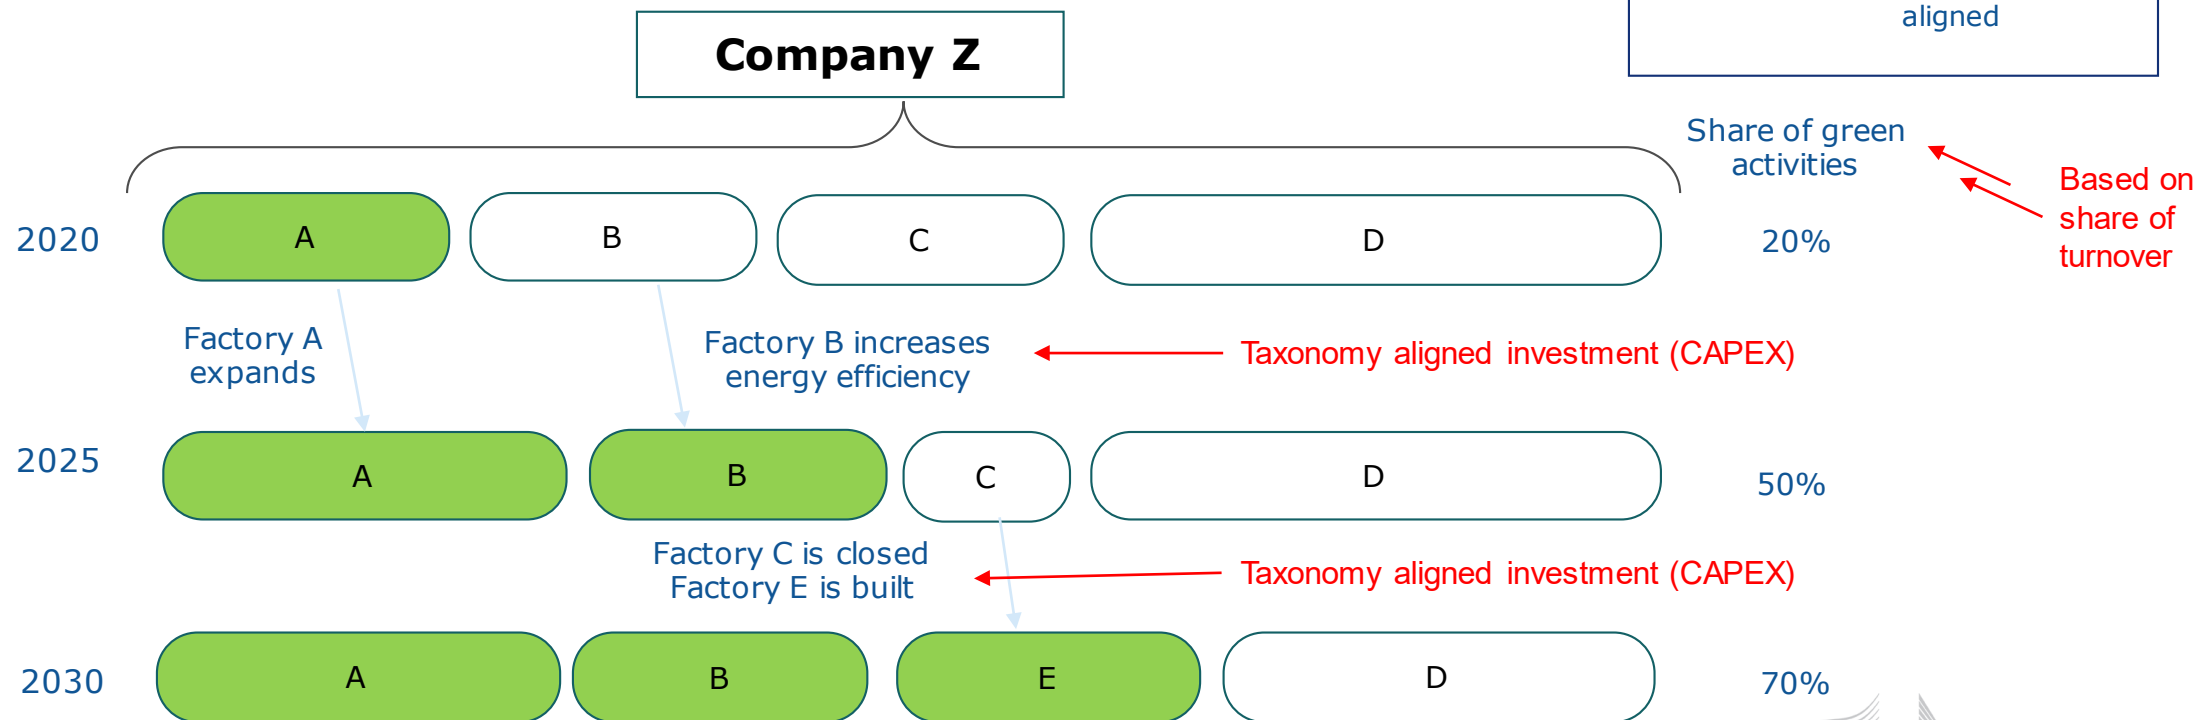 aligned
Company Z
Share of green
activities
Based on
share of
turnover
2020
A
B
C
D
20%
Factory A
expands
Factory B increases
energy efficiency
Taxonomy aligned investment (CAPEX)
2025
A
B
C
D
50%
Factory C is closed
Factory E is built
Taxonomy aligned investment (CAPEX)
2030
A
B
E
D
70%